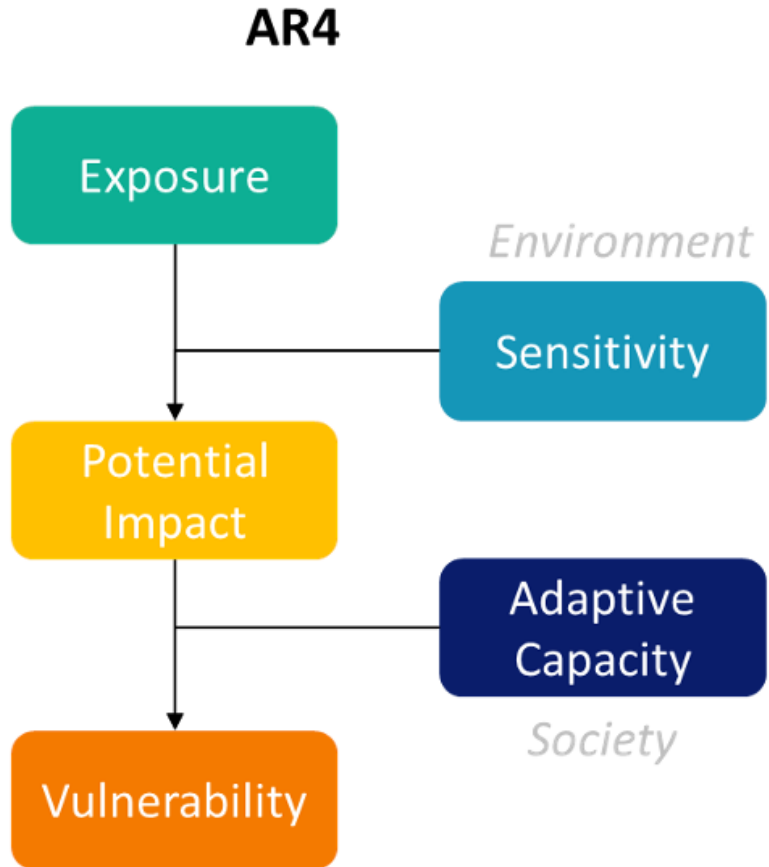 AR4
Exposure
Environment
Sensitivity
Potential
Impact
Adaptive
Capacity
Society
Vulnerability